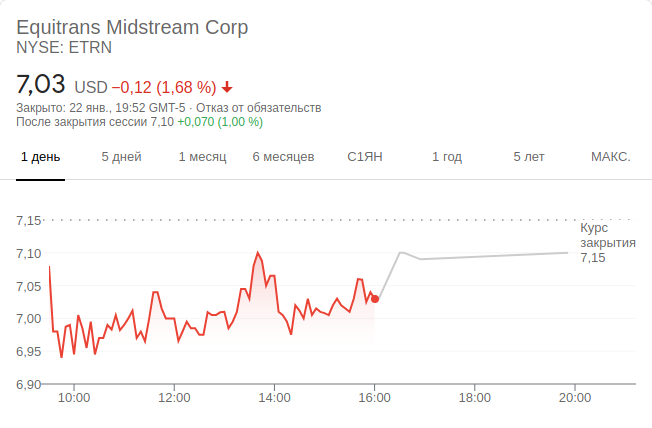 Equitrans Midstream Corp
NYSE: ETRN
7,03 USD −0,12 (1,68 %) ↓
Закрыто: 22 янв., 19:52 GMT-5 · Отказ от обязательств
После закрытия сессии 7,10 +0,070 (1,00 %)
1 день 5 дней 1 месяц 6 месяцев С1ЯН 1 год 5 лет МАКС.
7,15
Курс
закрытия
7,15
7,10
7,05
7,00
6,95
6,90
10:00 12:00 14:00 16:00 18:00 20:00